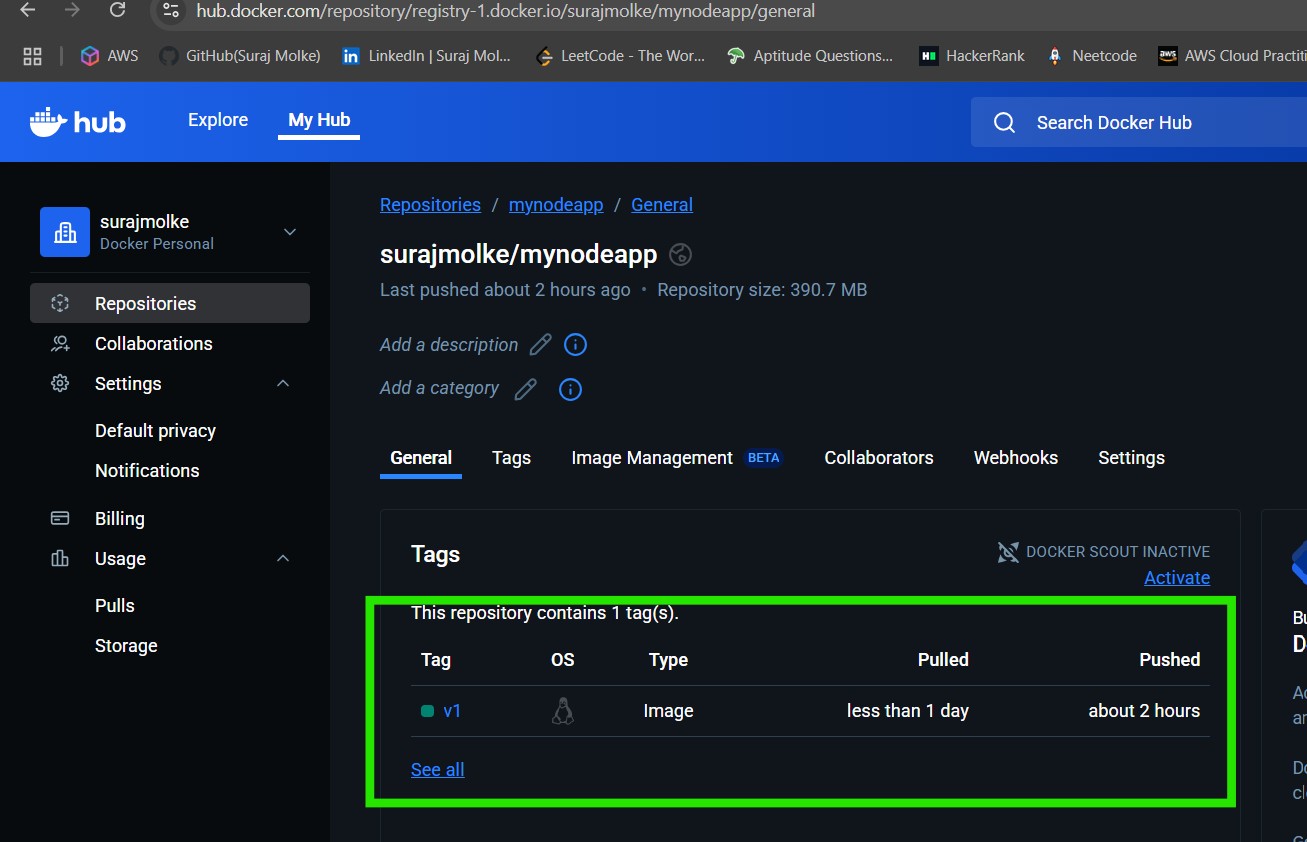 hub.docker.com/repository/registry-1.docker.io/surajmolke/mynodeapp/general
AWS GitHub(Suraj Molke) LinkedIn | Suraj Mol... LeetCode - The Wor... Aptitude Questions... HackerRank Neetcode AWS Cloud Practiti
hub Explore My Hub Search Docker Hub
surajmolke
Docker Personal
Repositories
Collaborations
Settings
Default privacy
Notifications
Billing
Usage
Pulls
Storage
Repositories / mynodeapp / General
surajmolke/mynodeapp
Last pushed about 2 hours ago • Repository size: 390.7 MB
Add a description
Add a category
General Tags Image Management BETA Collaborators Webhooks Settings
Tags
DOCKER SCOUT INACTIVE
Activate
This repository contains 1 tag(s).
Tag OS Type Pulled Pushed
v1 Image less than 1 day about 2 hours
See all